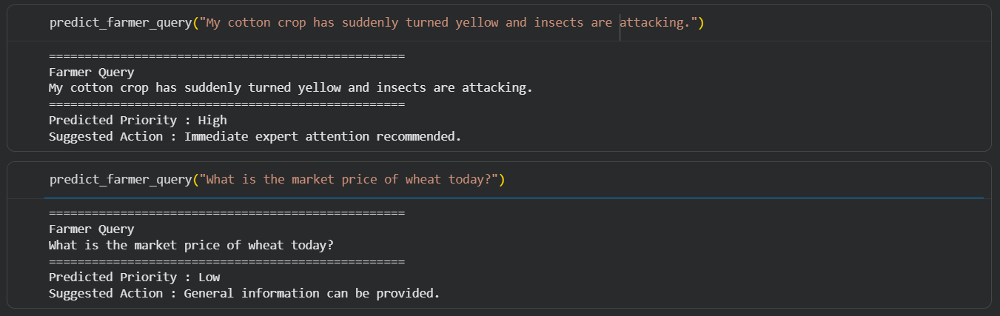 predict_farmer_query("My cotton crop has suddenly turned yellow and insects are attacking.")
==================================================
Farmer Query
My cotton crop has suddenly turned yellow and insects are attacking.
==================================================
Predicted Priority : High
Suggested Action : Immediate expert attention recommended.
predict_farmer_query("What is the market price of wheat today?")
==================================================
Farmer Query
What is the market price of wheat today?
==================================================
Predicted Priority : Low
Suggested Action : General information can be provided.